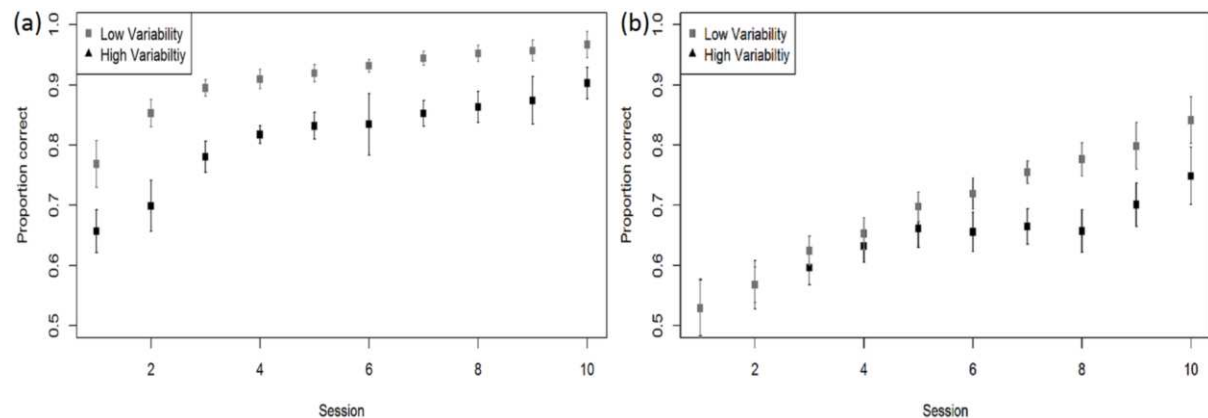 (a)
Low Variability
High Variabiltiy
Proportion correct
1.0
0.9
0.8
0.7
0.6
0.5
2
4
6
8
10
Session
(b)
Low Variability
High Variabiltiy
Proportion correct
1.0
0.9
0.8
0.7
0.6
0.5
2
4
6
8
10
Session